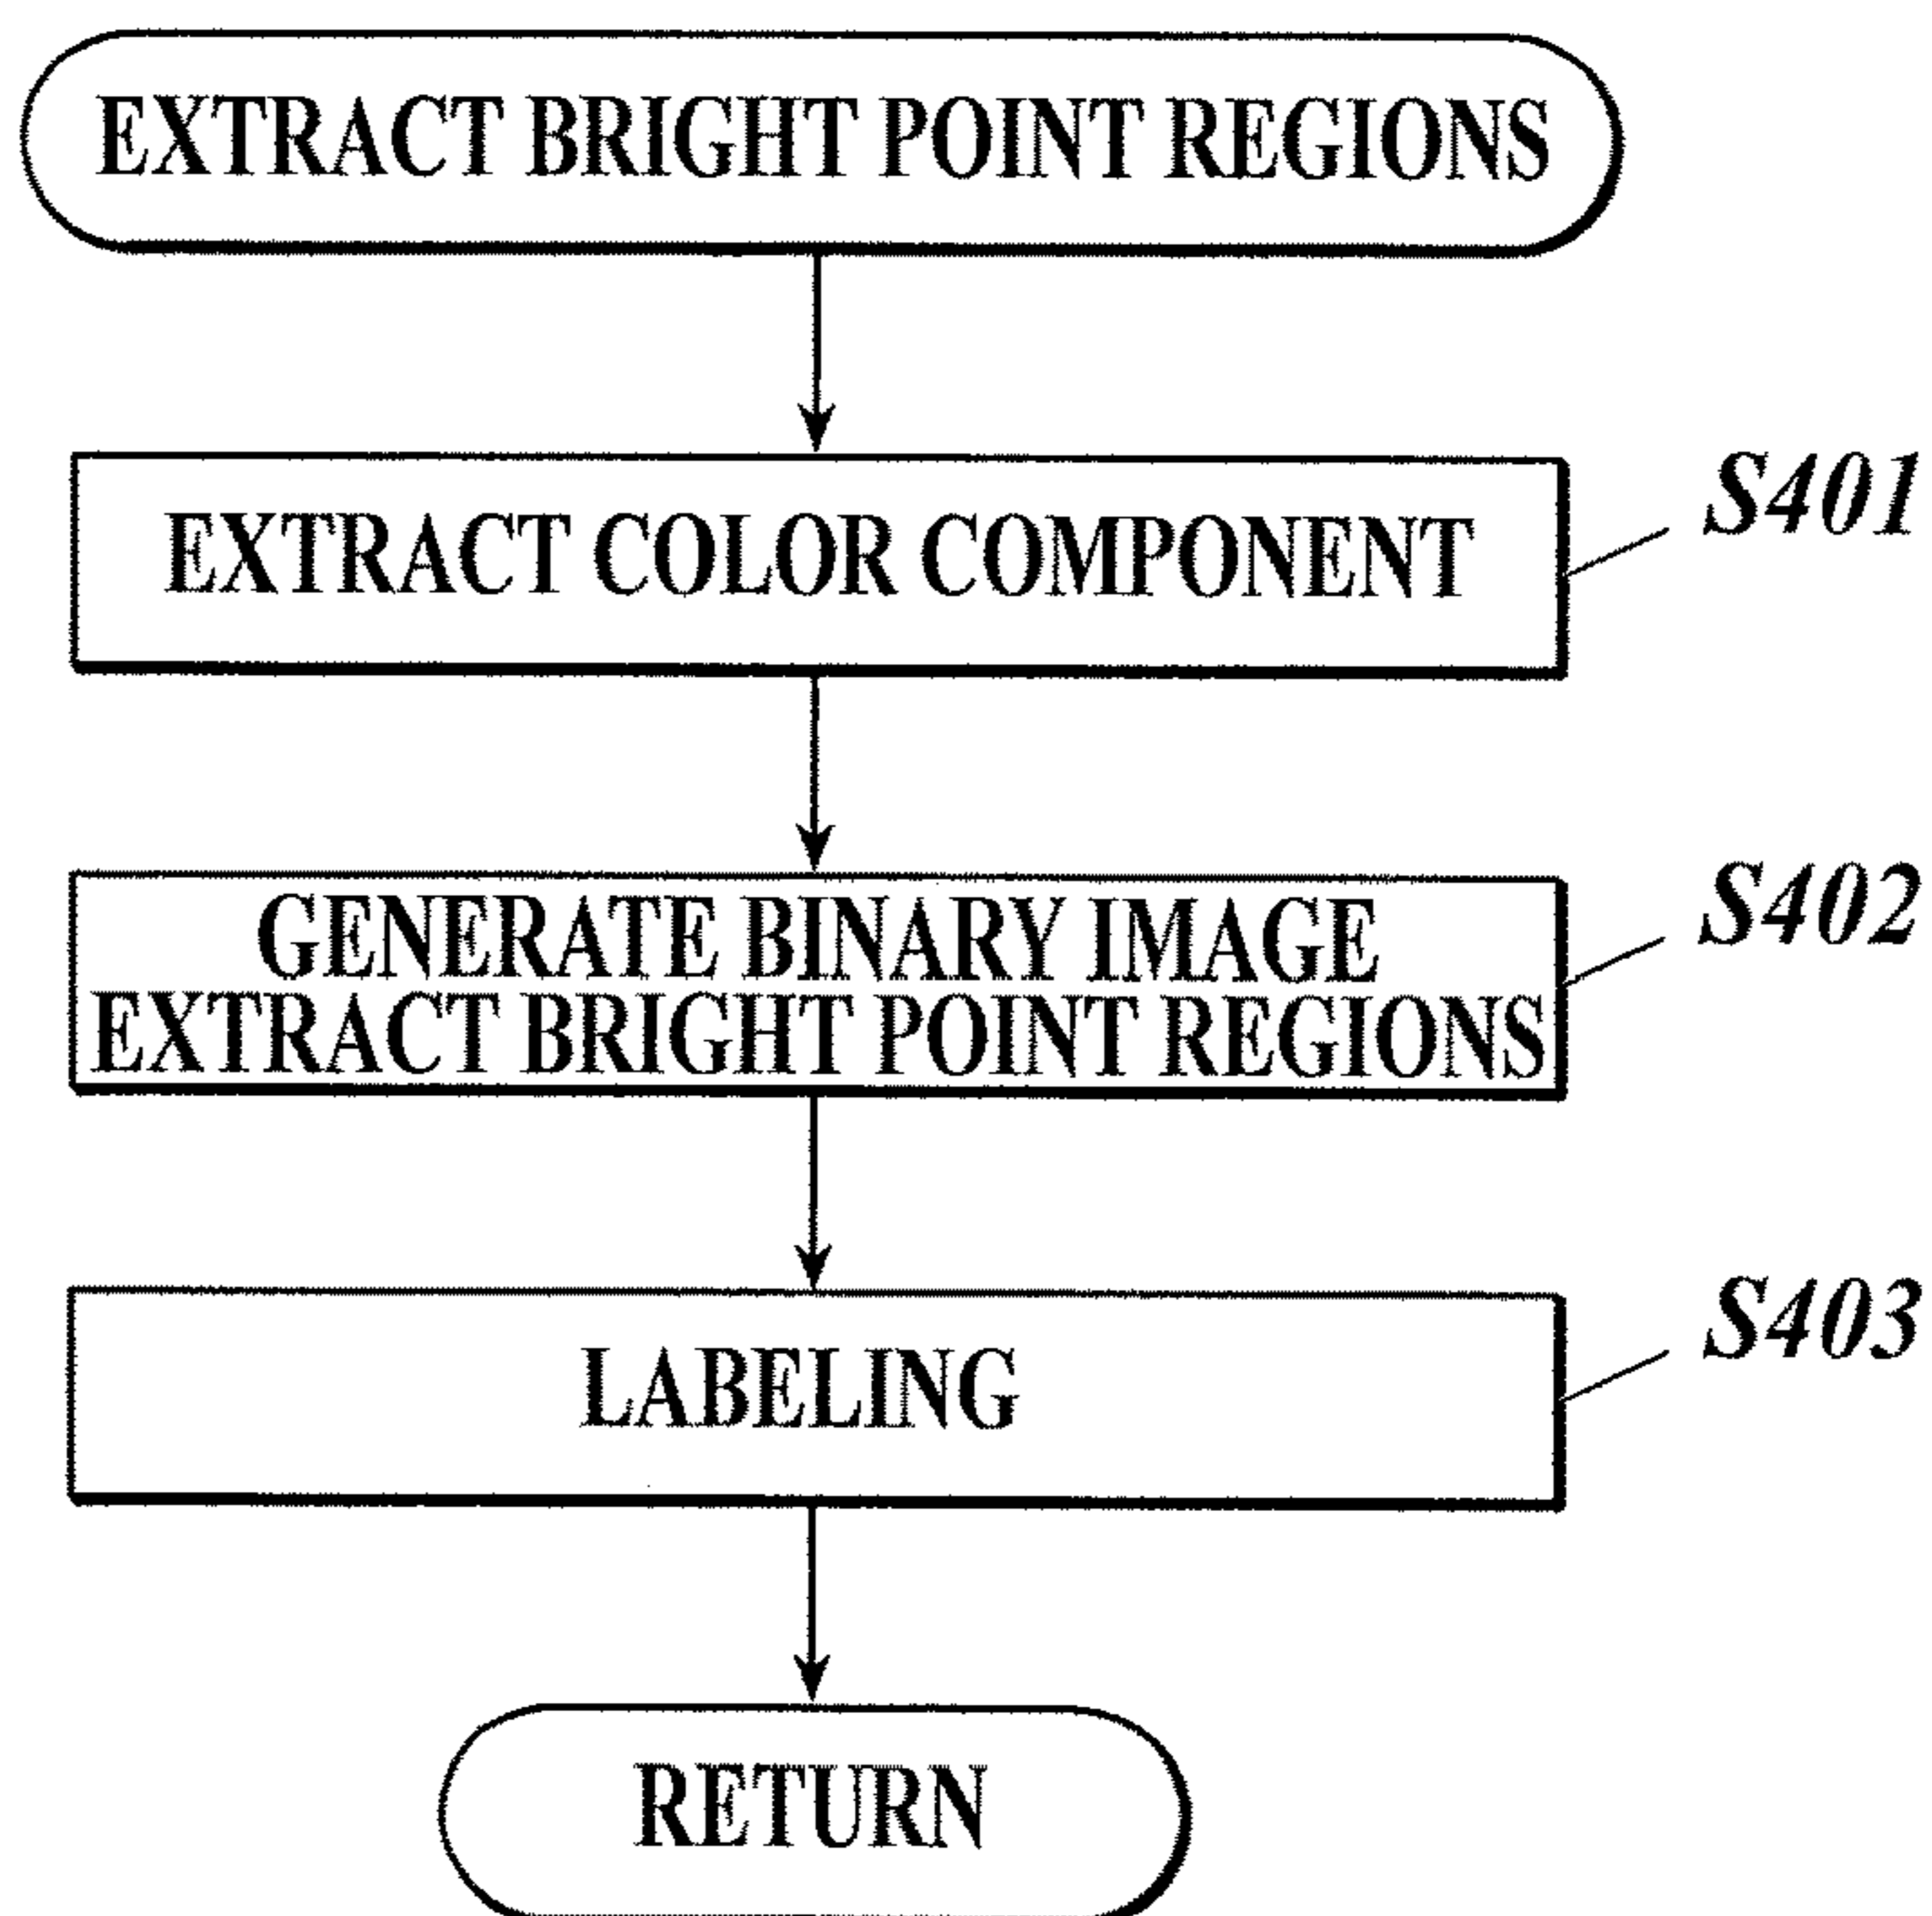 EXTRACT BRIGHT POINT REGIONS
EXTRACT COLOR COMPONENT
S401
GENERATE BINARY IMAGE
EXTRACT BRIGHT POINT REGIONS
S402
LABELING
S403
RETURN